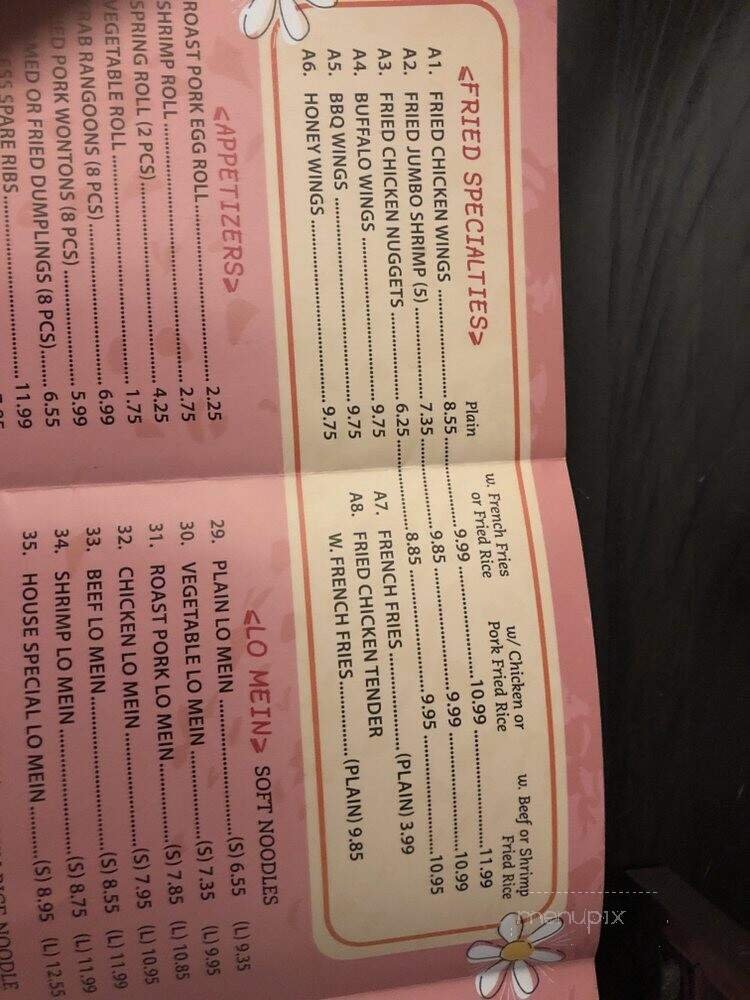 <FRIED SPECIALTIES>
Plain
w. French Fries
or Fried Rice
w/ Chicken or
Pork Fried Rice
w. Beef or Shrimp
Fried Rice
A1. FRIED CHICKEN WINGS 8.55 9.99 10.99 11.99
A2. FRIED JUMBO SHRIMP (5) 7.35 9.85 9.99 10.99
A3. FRIED CHICKEN NUGGETS 6.25 8.85 9.95 10.95
A4. BUFFALO WINGS 9.75
A5. BBQ WINGS 9.75
A6. HONEY WINGS 9.75
A7. FRENCH FRIES (PLAIN) 3.99
A8. FRIED CHICKEN TENDER
W. FRENCH FRIES (PLAIN) 9.85
<APPETIZERS>
ROAST PORK EGG ROLL 2.25
SHRIMP ROLL 2.75
SPRING ROLL (2 PCS) 4.25
VEGETABLE ROLL 1.75
RAB RANGOONS (8 PCS) 6.99
ED PORK WONTONS (8 PCS) 5.99
MED OR FRIED DUMPLINGS (8 PCS) 6.55
ESS SPARE RIBS 11.99
<LO MEIN> SOFT NOODLES
29. PLAIN LO MEIN (S) 6.55 (L) 9.35
30. VEGETABLE LO MEIN (S) 7.35 (L) 9.95
31. ROAST PORK LO MEIN (S) 7.85 (L) 10.85
32. CHICKEN LO MEIN (S) 7.95 (L) 10.95
33. BEEF LO MEIN (S) 8.55 (L) 11.99
34. SHRIMP LO MEIN (S) 8.75 (L) 11.99
35. HOUSE SPECIAL LO MEIN (S) 8.95 (L) 12.55
RICE NOODLE
menupix